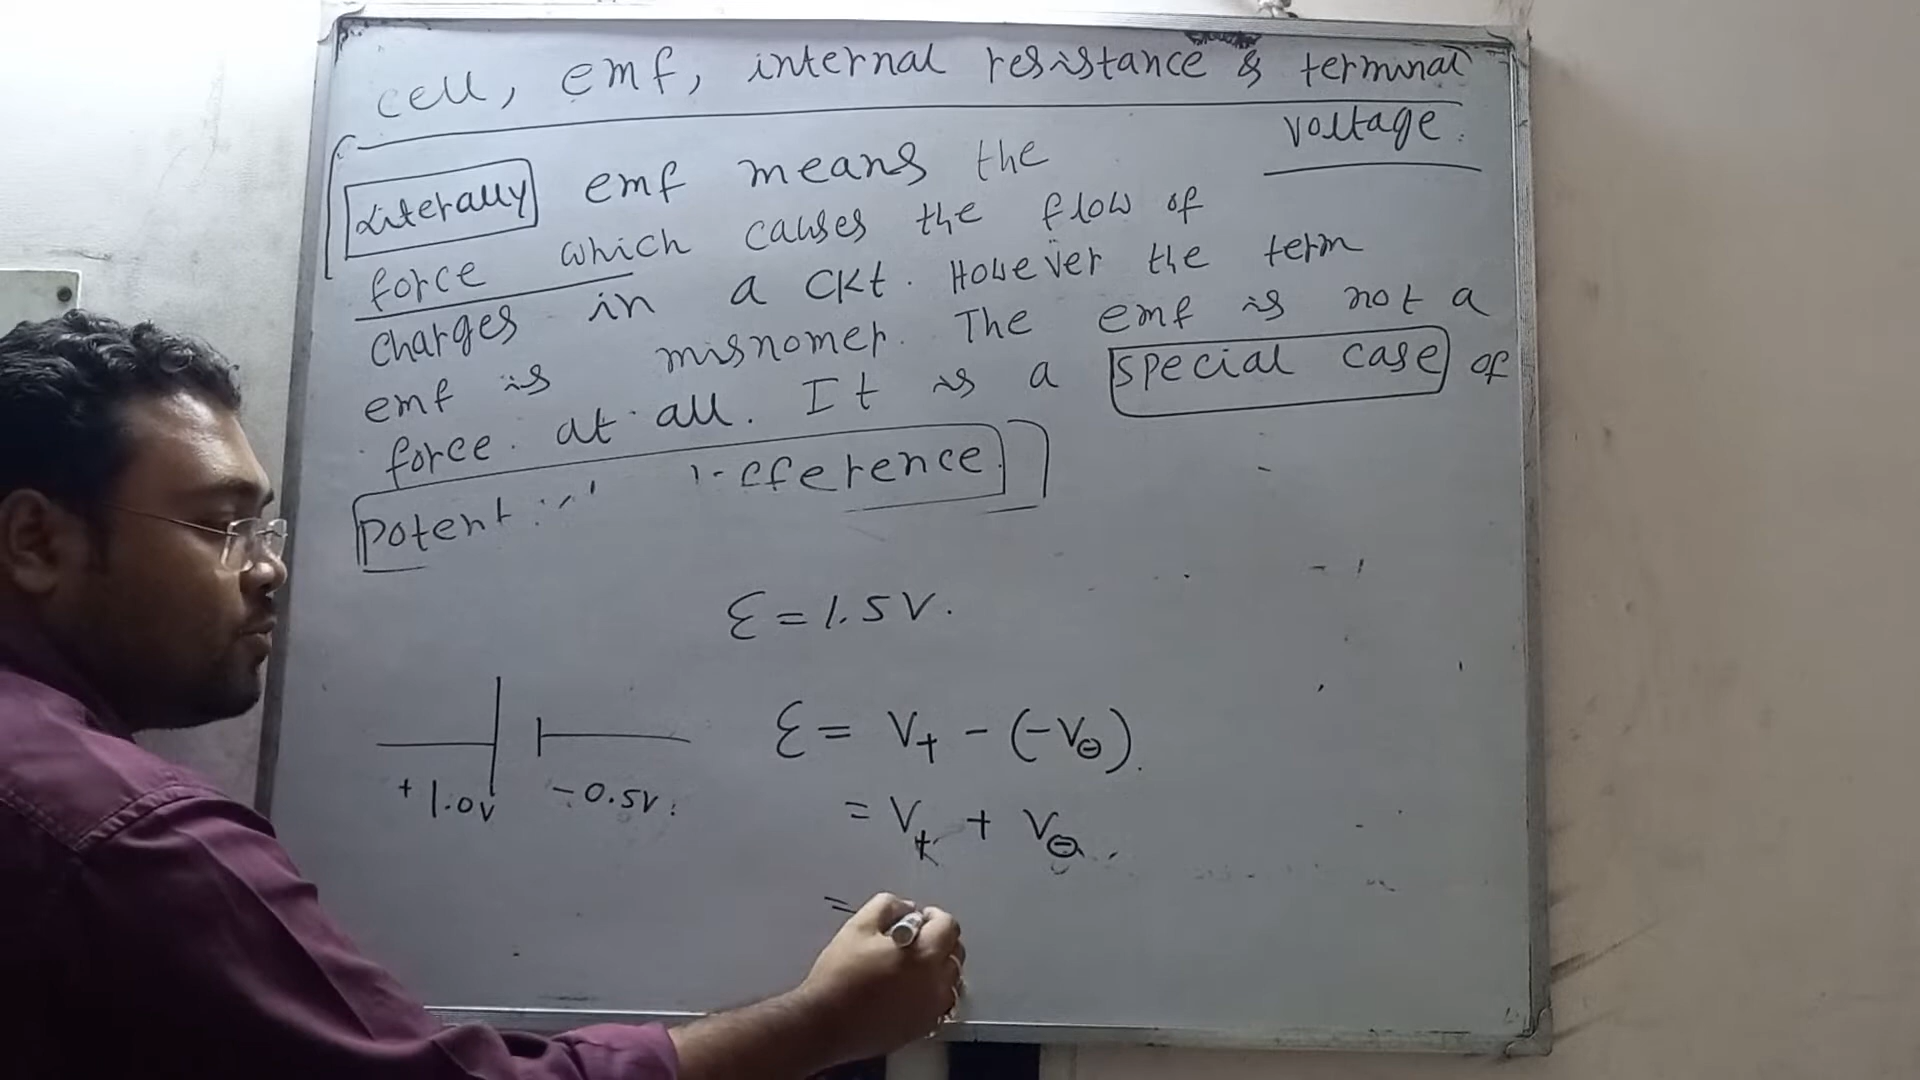 cell, emf, internal resistance & terminal
voltage.
Literally emf means the
force which causes the flow of
charges in a ckt. However the term
emf is misnomer. The emf is not a
force. at all. It is a special case of
Potent fference.
Ɛ = 1.5V.
Ɛ = V+ - (-V⊖).
= V+ + V⊖
=
+1.0V -0.5V.